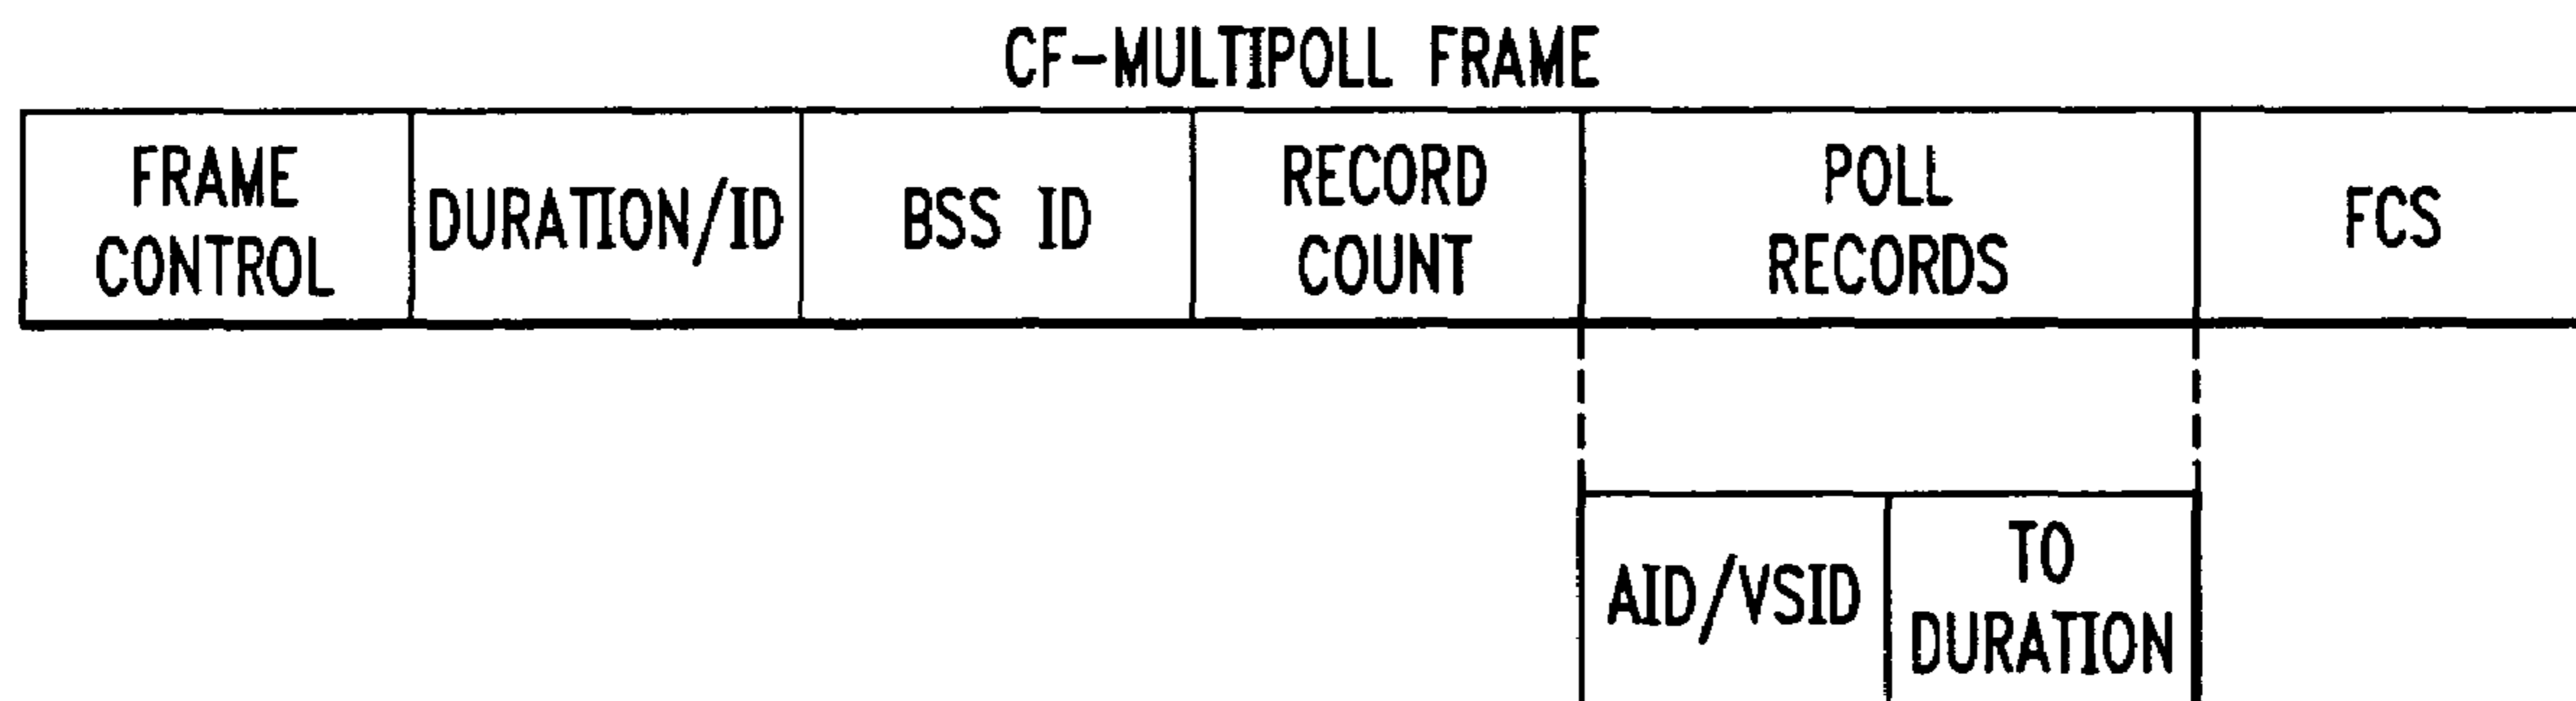 CF-MULTIPOLL FRAME
FRAME
CONTROL
DURATION/ID
BSS ID
RECORD
COUNT
POLL
RECORDS
FCS
AID/VSID
TO
DURATION